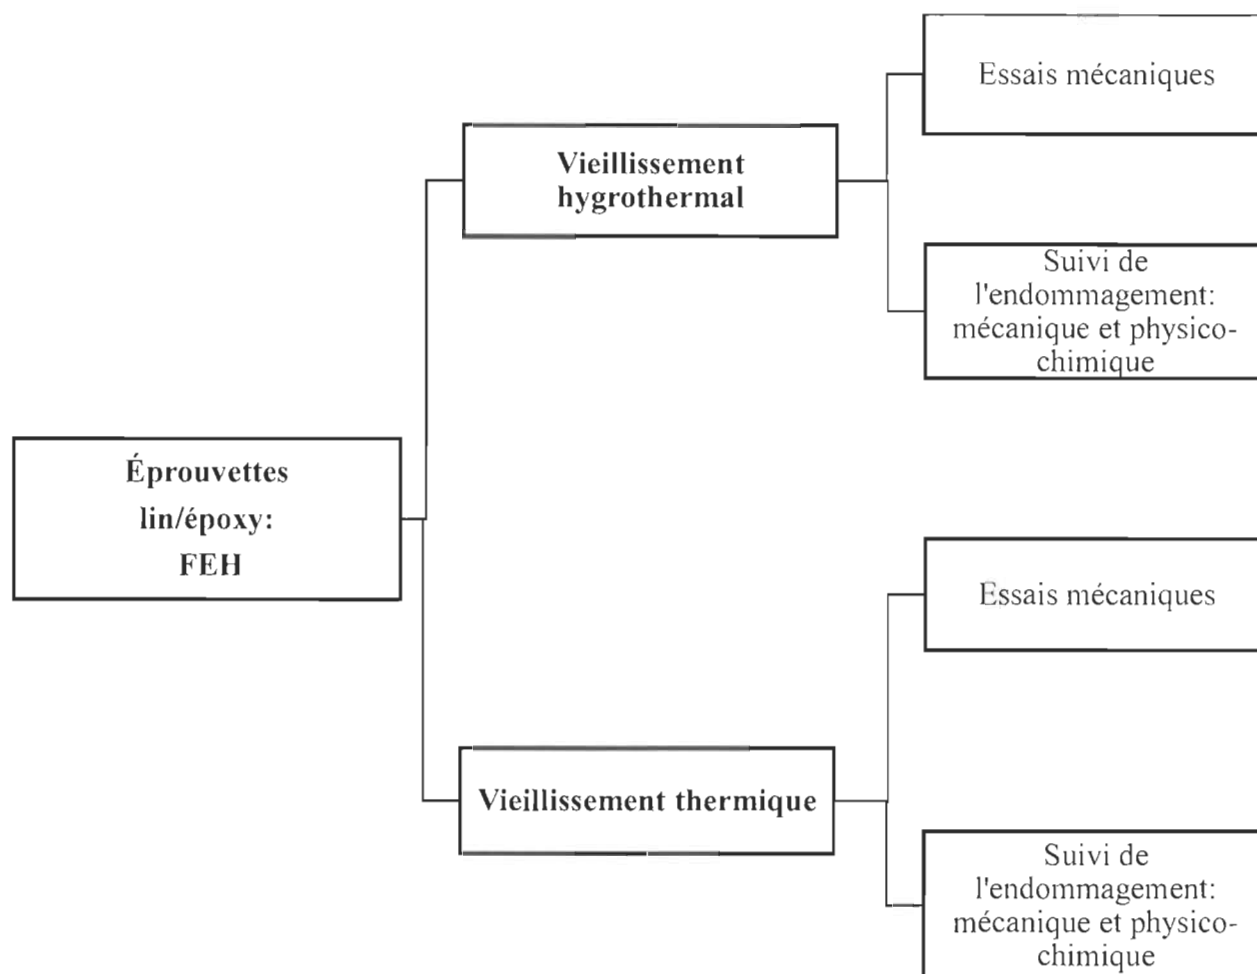 Essais mécaniques
Vieillissement
hygrothermal
Suivi de
l'endommagement:
mécanique et physico-
chimique
Éprouvettes
lin/époxy:
FEH
Essais mécaniques
Vieillissement thermique
Suivi de
l'endommagement:
mécanique et physico-
chimique